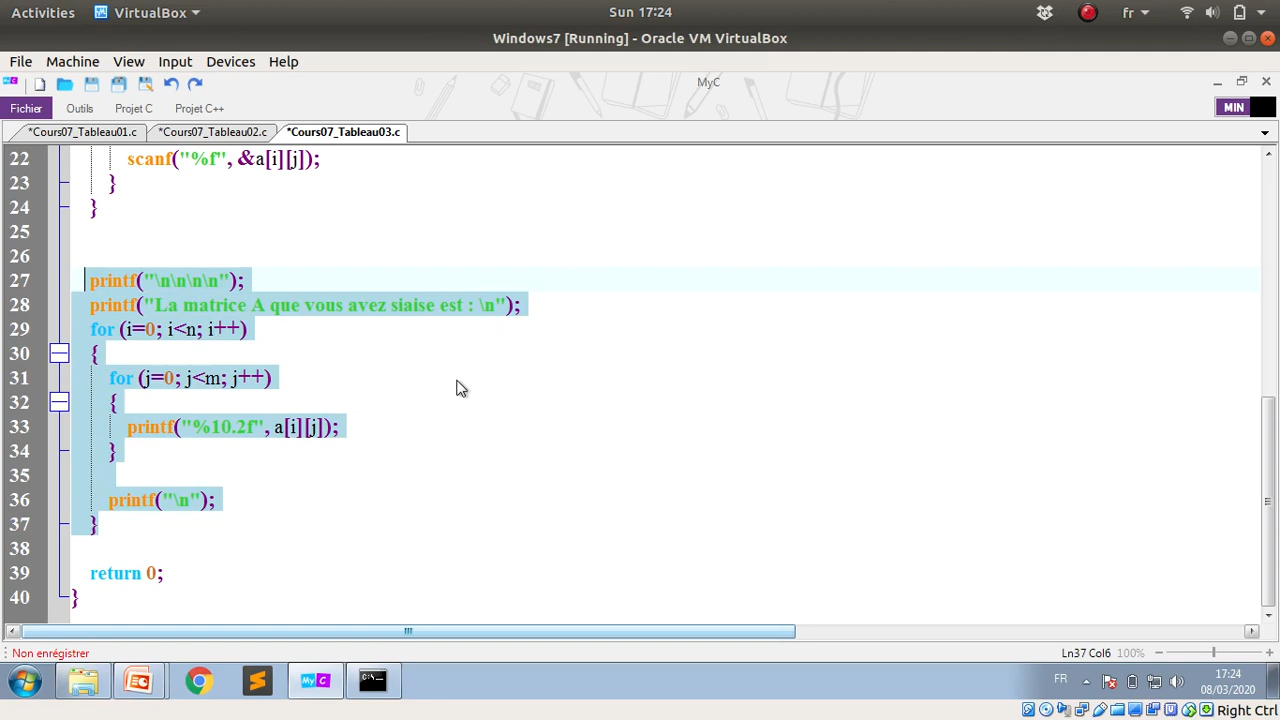 Activities VirtualBox Sun 17:24 fr
Windows7 [Running] - Oracle VM VirtualBox
File Machine View Input Devices Help
MyC
Fichier Outils Projet C Projet C++ MIN
*Cours07_Tableau01.c *Cours07_Tableau02.c *Cours07_Tableau03.c
22 scanf("%f", &a[i][j]);
23 }
24 }
25
26
27 printf("\n\n\n\n");
28 printf("La matrice A que vous avez siaise est : \n");
29 for (i=0; i<n; i++)
30 {
31 for (j=0; j<m; j++)
32 {
33 printf("%10.2f", a[i][j]);
34 }
35
36 printf("\n");
37 }
38
39 return 0;
40 }
Non enregistrer Ln37 Col6 100%
FR 17:24
08/03/2020
Right Ctrl